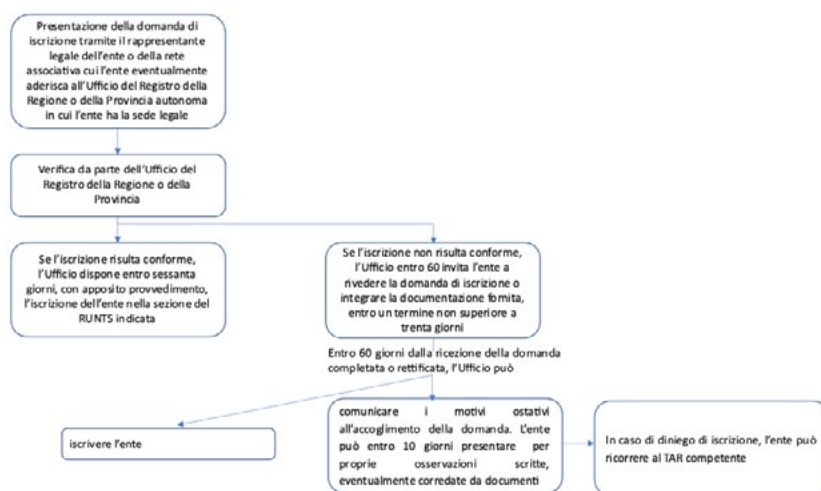 Presentazione della domanda di
iscrizione tramite il rappresentante
legale dell'ente o della rete
associativa cui l'ente eventualmente
aderisca all'Ufficio del Registro della
Regione o della Provincia autonoma
in cui l'ente ha la sede legale
Verifica da parte dell'Ufficio del
Registro della Regione o della
Provincia
Se l'iscrizione risulta conforme,
l'Ufficio dispone entro sessanta
giorni, con apposito provvedimento,
l'iscrizione dell'ente nella sezione del
RUNTS indicata
Se l'iscrizione non risulta conforme,
l'Ufficio entro 60 invita l'ente a
rivedere la domanda di iscrizione o
integrare la documentazione fornita,
entro un termine non superiore a
trenta giorni
Entro 60 giorni dalla ricezione della domanda
completata o rettificata, l'Ufficio può
iscrivere l'ente
comunicare i motivi ostativi
all'accoglimento della domanda. L'ente
può entro 10 giorni presentare per
proprie osservazioni scritte,
eventualmente corredate da documenti
In caso di diniego di iscrizione, l'ente può
ricorrere al TAR competente